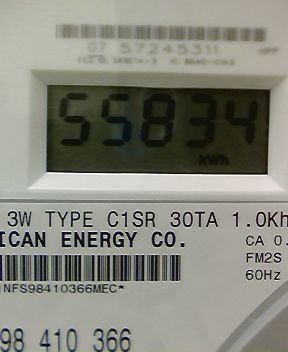 07 57245311
55834
kWh
3W TYPE C1SR 30TA 1.0Kh
ICAN ENERGY CO.
CA 0.
FM2S
60Hz
NFS98410366MEC*
98 410 366